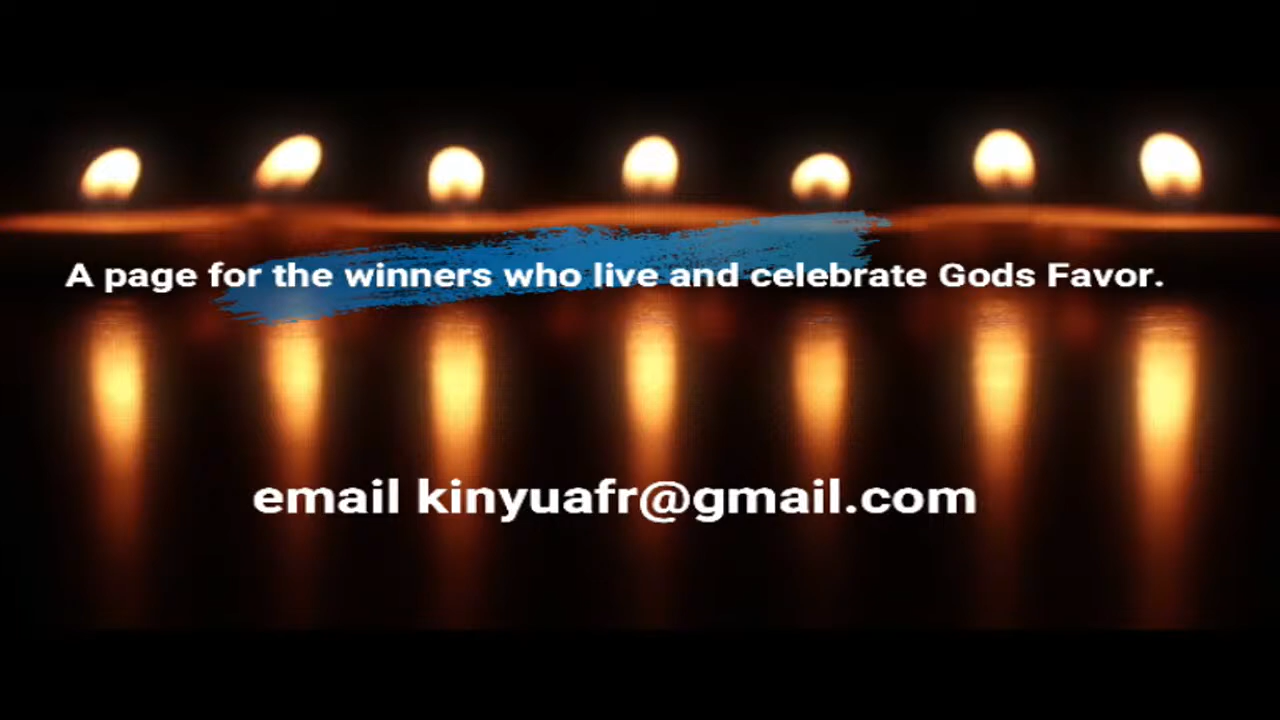 A page for the winners who live and celebrate Gods Favor.
email kinyuafr@gmail.com